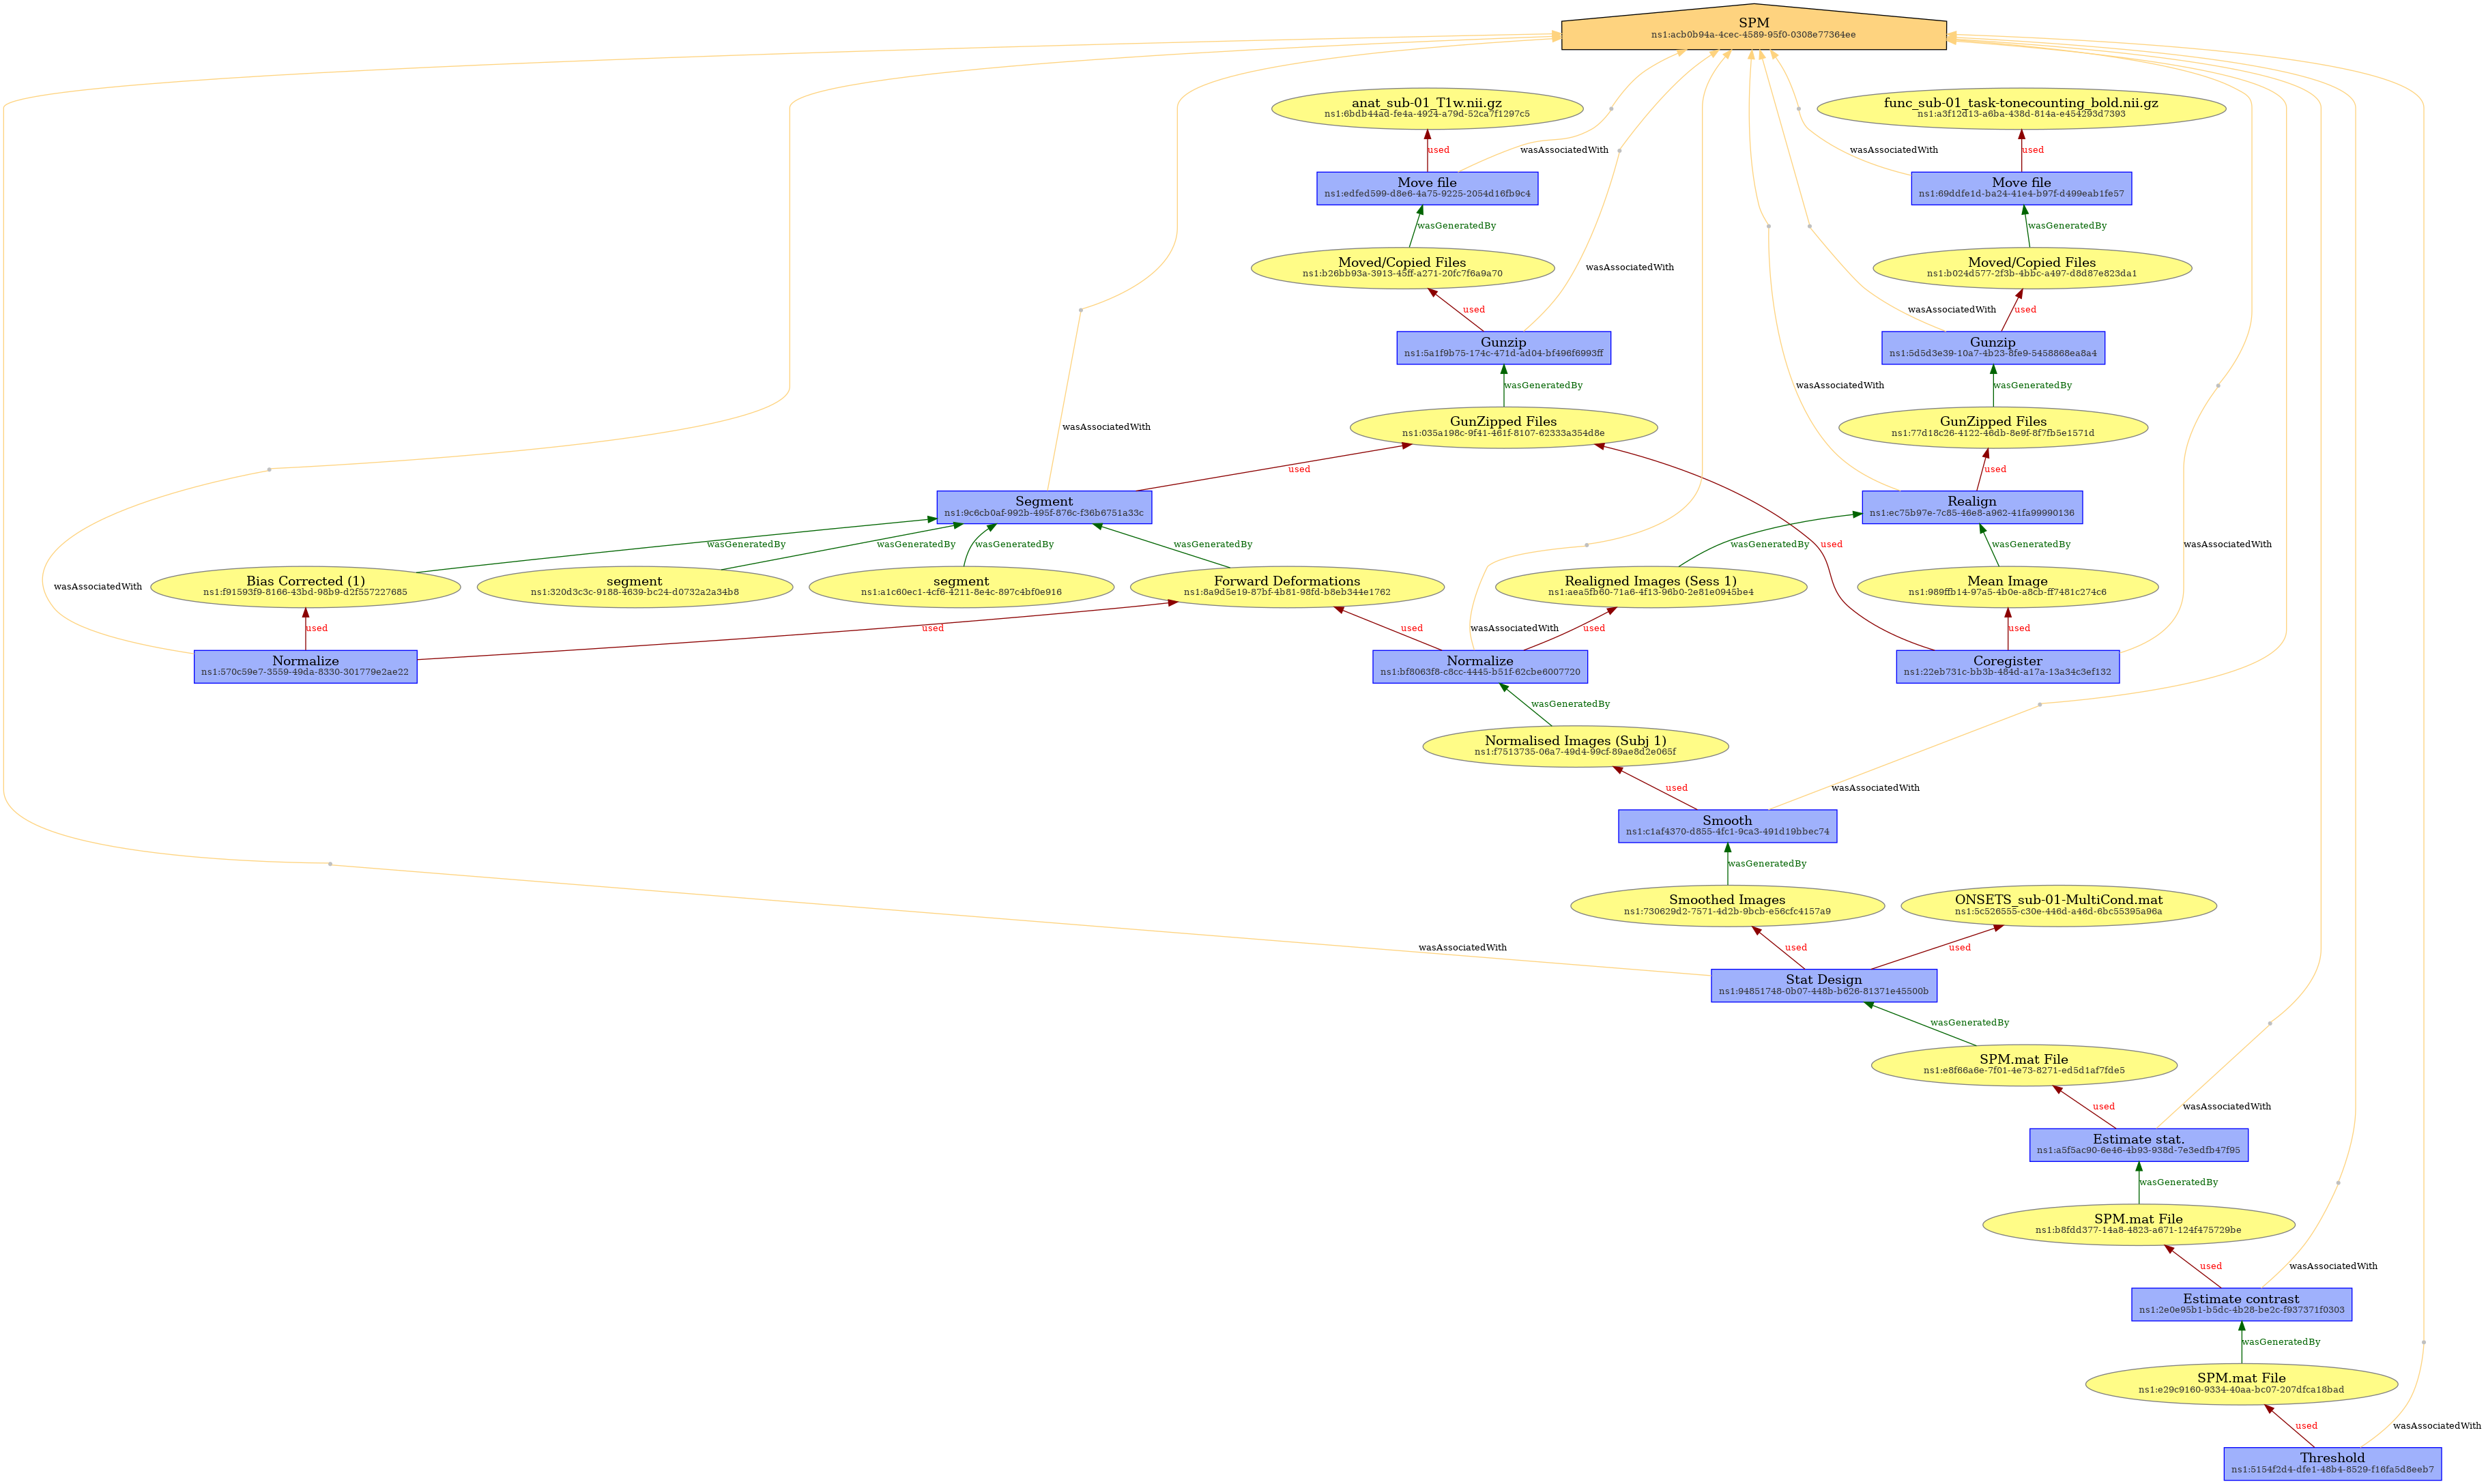 SPM
ns1:acb0b94a-4cec-4589-95f0-0308e77364ee
anat_sub-01_T1w.nii.gz
ns1:6bdb44ad-fe4a-4924-a79d-52ca7f1297c5
func_sub-01_task-tonecounting_bold.nii.gz
ns1:a3f12d13-a6ba-438d-814a-e454293d7393
used
wasAssociatedWith
wasAssociatedWith
used
Move file
ns1:edfed599-d8e6-4a75-9225-2054d16fb9c4
Move file
ns1:69ddfe1d-ba24-41e4-b97f-d499eab1fe57
wasGeneratedBy
wasGeneratedBy
Moved/Copied Files
ns1:b26bb93a-3913-45ff-a271-20fc7f6a9a70
wasAssociatedWith
Moved/Copied Files
ns1:b024d577-2f3b-4bbc-a497-d8d87e823da1
used
wasAssociatedWith
used
Gunzip
ns1:5a1f9b75-174c-471d-ad04-bf496f6993ff
Gunzip
ns1:5d5d3e39-10a7-4b23-8fe9-5458868ea8a4
wasGeneratedBy
wasAssociatedWith
wasGeneratedBy
wasAssociatedWith
GunZipped Files
ns1:035a198c-9f41-461f-8107-62333a354d8e
GunZipped Files
ns1:77d18c26-4122-46db-8e9f-8f7fb5e1571d
used
used
Segment
ns1:9c6cb0af-992b-495f-876c-f36b6751a33c
Realign
ns1:ec75b97e-7c85-46e8-a962-41fa99990136
wasGeneratedBy
wasGeneratedBy
wasGeneratedBy
wasGeneratedBy
wasGeneratedBy
used
wasGeneratedBy
wasAssociatedWith
wasAssociatedWith
Bias Corrected (1)
ns1:f91593f9-8166-43bd-98b9-d2f557227685
segment
ns1:320d3c3c-9188-4639-bc24-d0732a2a34b8
segment
ns1:a1c60ec1-4cf6-4211-8e4c-897c4bf0e916
Forward Deformations
ns1:8a9d5e19-87bf-4b81-98fd-b8eb344e1762
Realigned Images (Sess 1)
ns1:aea5fb60-71a6-4f13-96b0-2e81e0945be4
Mean Image
ns1:989ffb14-97a5-4b0e-a8cb-ff7481c274c6
used
used
used
wasAssociatedWith
used
used
Normalize
ns1:570c59e7-3559-49da-8330-301779e2ae22
Normalize
ns1:bf8063f8-c8cc-4445-b51f-62cbe6007720
Coregister
ns1:22eb731c-bb3b-484d-a17a-13a34c3ef132
wasGeneratedBy
Normalised Images (Subj 1)
ns1:f7513735-06a7-49d4-99cf-89ae8d2e065f
used
wasAssociatedWith
Smooth
ns1:c1af4370-d855-4fc1-9ca3-491d19bbec74
wasGeneratedBy
Smoothed Images
ns1:730629d2-7571-4d2b-9bcb-e56cfc4157a9
ONSETS_sub-01-MultiCond.mat
ns1:5c526555-c30e-446d-a46d-6bc55395a96a
wasAssociatedWith
used
used
Stat Design
ns1:94851748-0b07-448b-b626-81371e45500b
wasGeneratedBy
SPM.mat File
ns1:e8f66a6e-7f01-4e73-8271-ed5d1af7fde5
used
wasAssociatedWith
Estimate stat.
ns1:a5f5ac90-6e46-4b93-938d-7e3edfb47f95
wasGeneratedBy
SPM.mat File
ns1:b8fdd377-14a8-4823-a671-124f475729be
used
wasAssociatedWith
Estimate contrast
ns1:2e0e95b1-b5dc-4b28-be2c-f937371f0303
wasGeneratedBy
SPM.mat File
ns1:e29c9160-9334-40aa-bc07-207dfca18bad
used
wasAssociatedWith
Threshold
ns1:5154f2d4-dfe1-48b4-8529-f16fa5d8eeb7